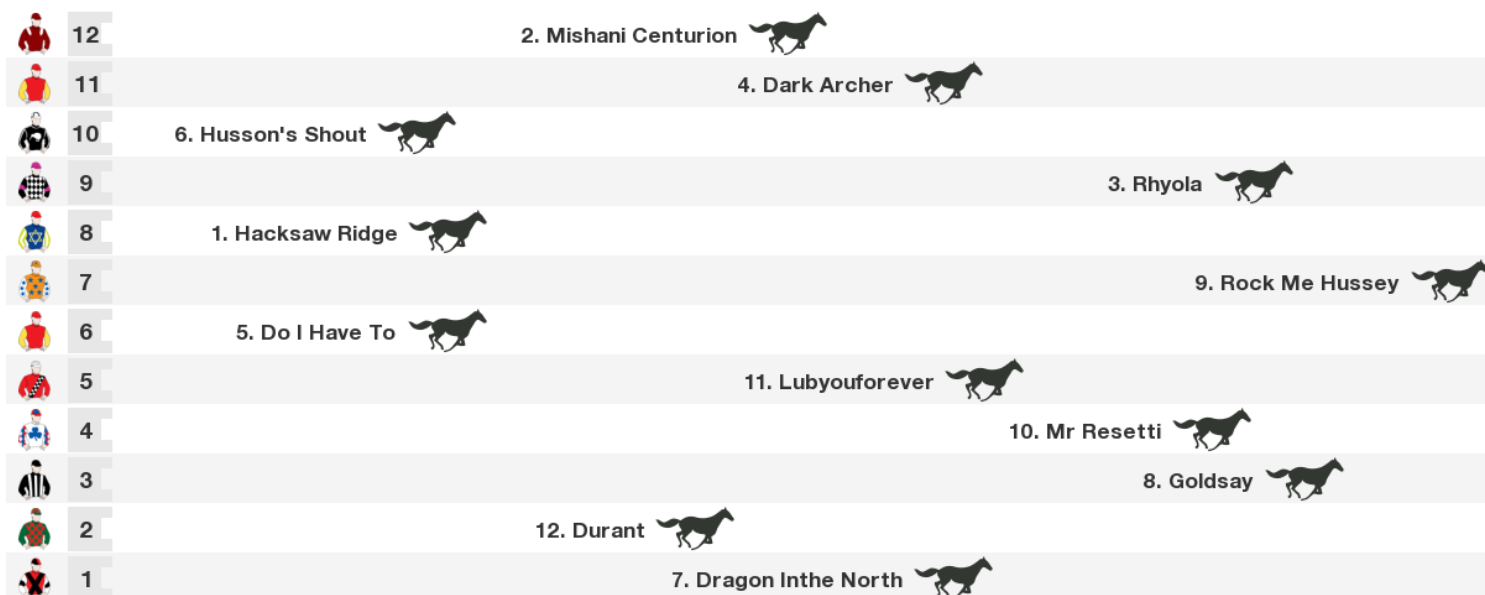 12 2. Mishani Centurion
11 4. Dark Archer
10 6. Husson's Shout
9 3. Rhyola
8 1. Hacksaw Ridge
7 9. Rock Me Hussey
6 5. Do I Have To
5 11. Lubyouforever
4 10. Mr Resetti
3 8. Goldsay
2 12. Durant
1 7. Dragon Inthe North